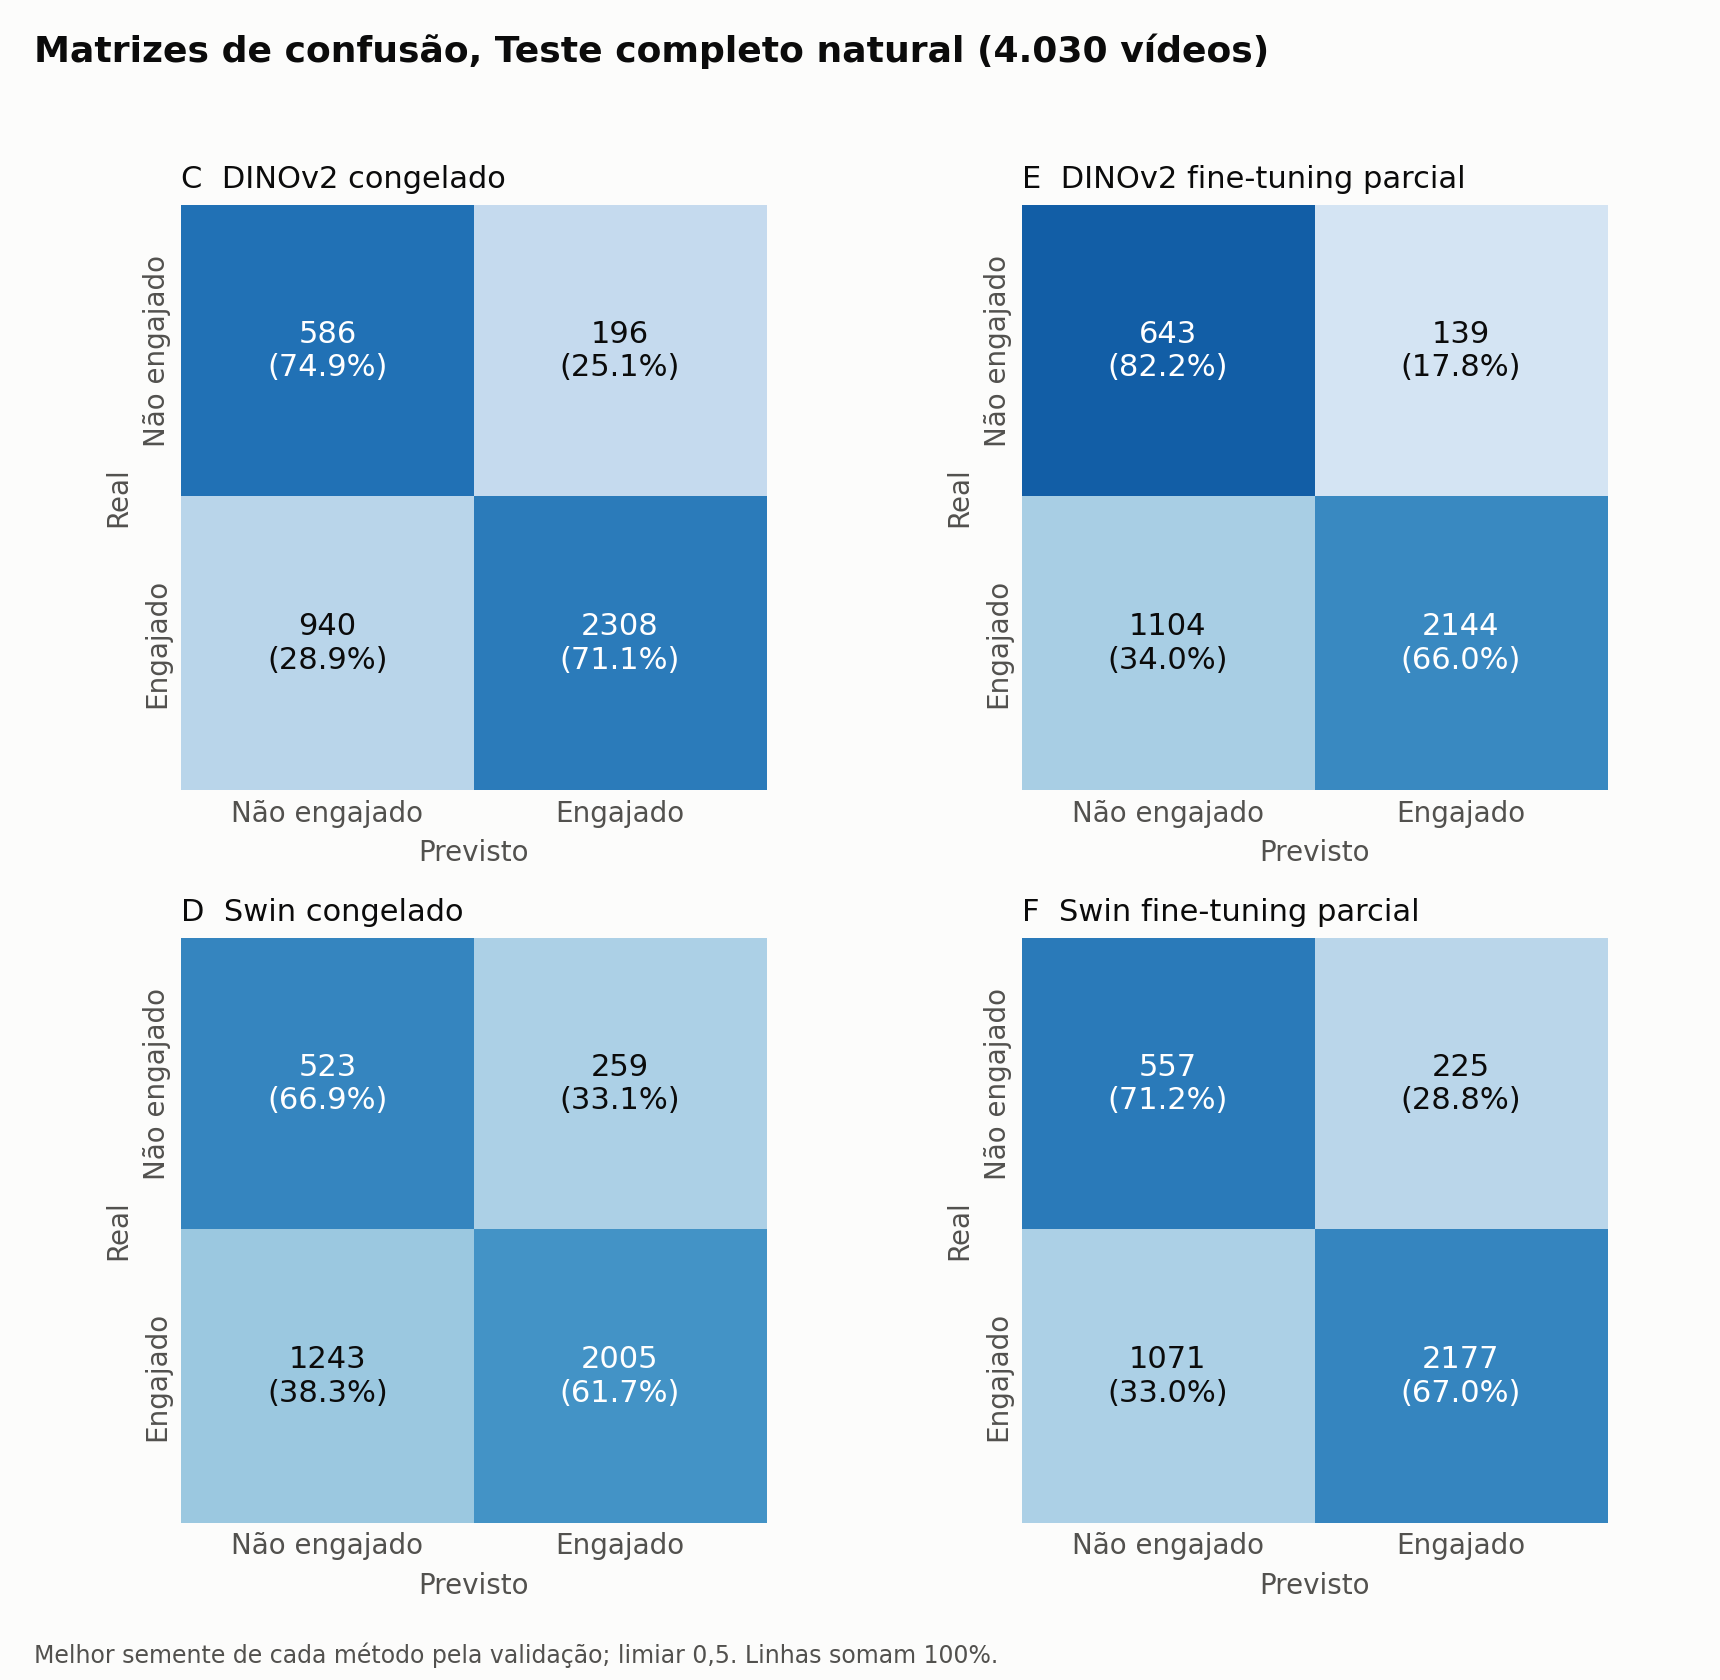 Matrizes de confusão, Teste completo natural (4.030 vídeos)
C  DINOv2 congelado
Real
Não engajado
Engajado
586
(74.9%)
196
(25.1%)
940
(28.9%)
2308
(71.1%)
Não engajado
Engajado
Previsto
E  DINOv2 fine-tuning parcial
Real
Não engajado
Engajado
643
(82.2%)
139
(17.8%)
1104
(34.0%)
2144
(66.0%)
Não engajado
Engajado
Previsto
D  Swin congelado
Real
Não engajado
Engajado
523
(66.9%)
259
(33.1%)
1243
(38.3%)
2005
(61.7%)
Não engajado
Engajado
Previsto
F  Swin fine-tuning parcial
Real
Não engajado
Engajado
557
(71.2%)
225
(28.8%)
1071
(33.0%)
2177
(67.0%)
Não engajado
Engajado
Previsto
Melhor semente de cada método pela validação; limiar 0,5. Linhas somam 100%.